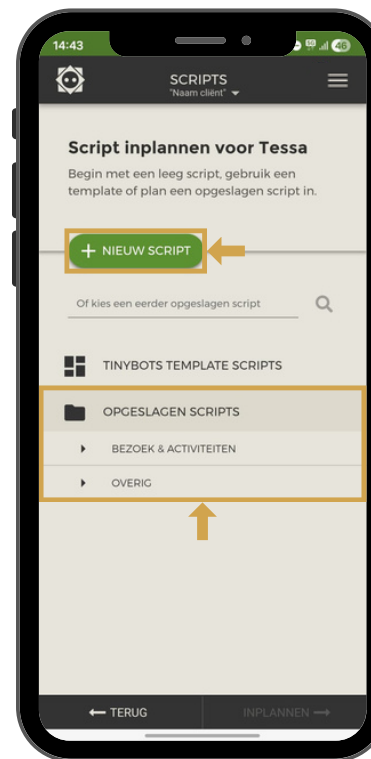 14:43
46
SCRIPTS
"Naam cliënt"
Script inplannen voor Tessa
Begin met een leeg script, gebruik een
template of plan een opgeslagen script in.
+ NIEUW SCRIPT
Of kies een eerder opgeslagen script
TINYBOTS TEMPLATE SCRIPTS
OPGESLAGEN SCRIPTS
BEZOEK & ACTIVITEITEN
OVERIG
TERUG
INPLANNEN